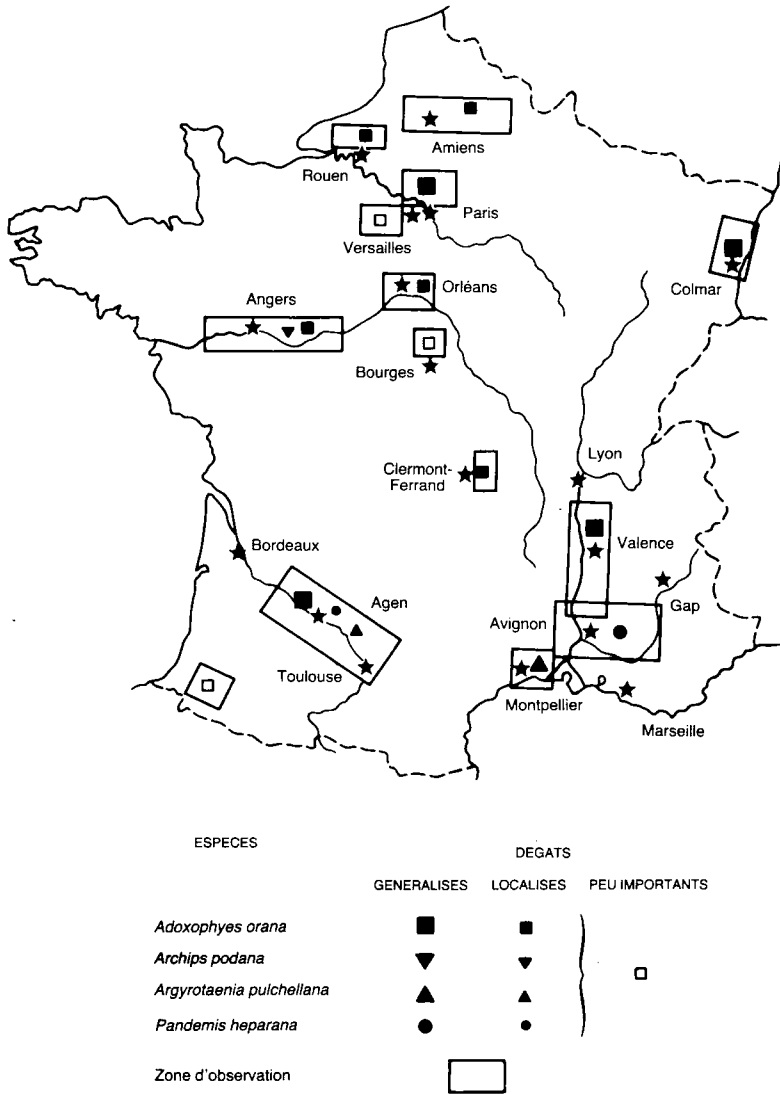 Amiens
Rouen
Paris
Versailles
Colmar
Orléans
Angers
Bourges
Lyon
Clermont-
Ferrand
Bordeaux
Valence
Agen
Gap
Avignon
Toulouse
Montpellier
Marseille
ESPECES
DEGATS
GENERALISES LOCALISES PEU IMPORTANTS
Adoxophyes orana
Archips podana
Argyrotaenia pulchellana
Pandemis heparana
Zone d'observation